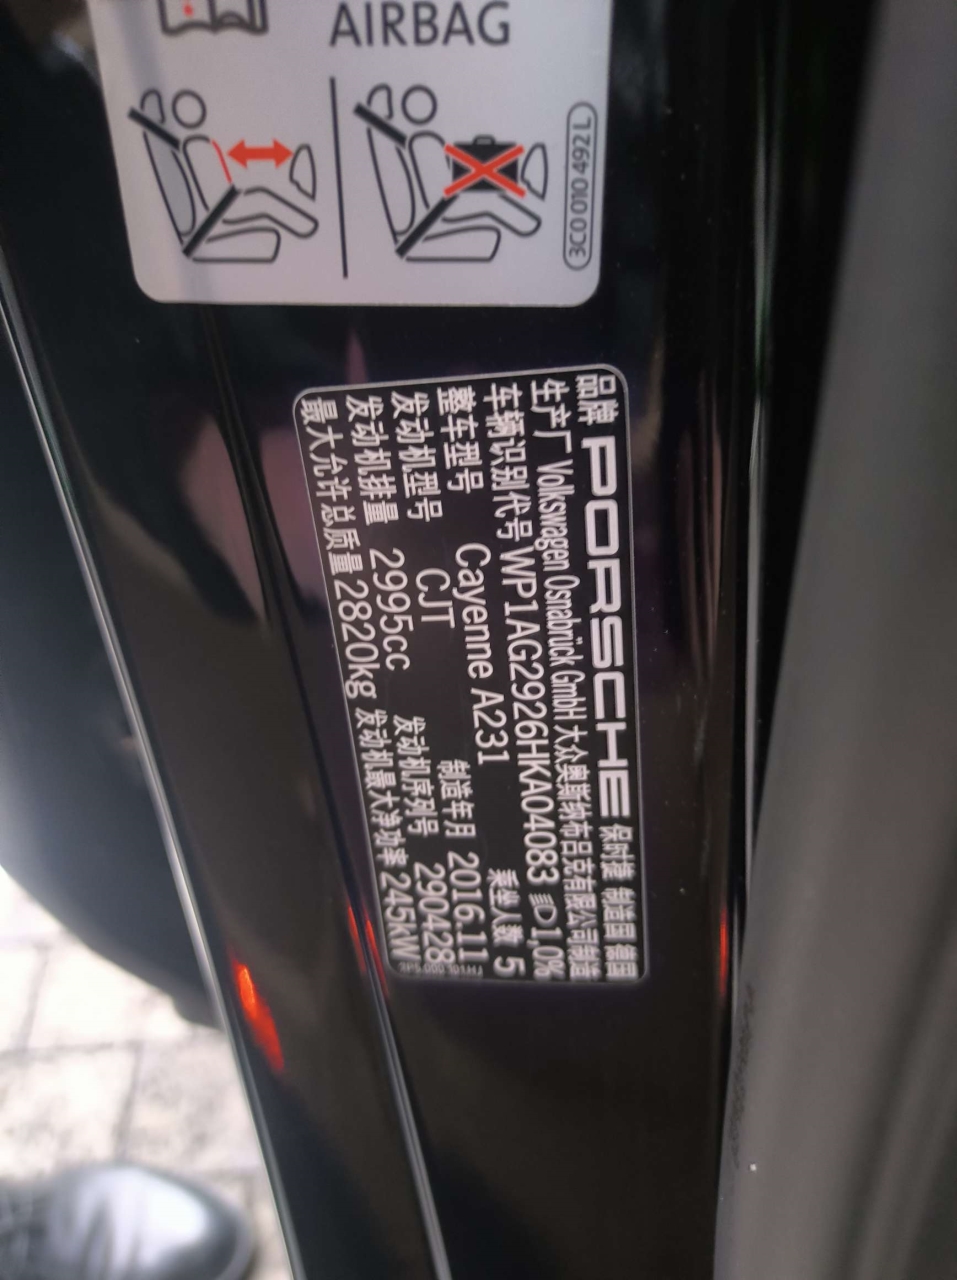 AIRBAG
3C0 010 492 L
品牌 PORSCHE 保时捷 制造国 德国
生产厂 Volkswagen Osnabrück GmbH 大众奥斯纳布吕克有限公司制造
车辆识别代号 WP1AG2926HKA04083 1,0%
整车型号 Cayenne A231 乘坐人数 5
发动机型号 CJT 制造年月 2016.11
发动机排量 2995cc 发动机序列号 290428
最大允许总质量 2820kg 发动机最大净功率 245kW